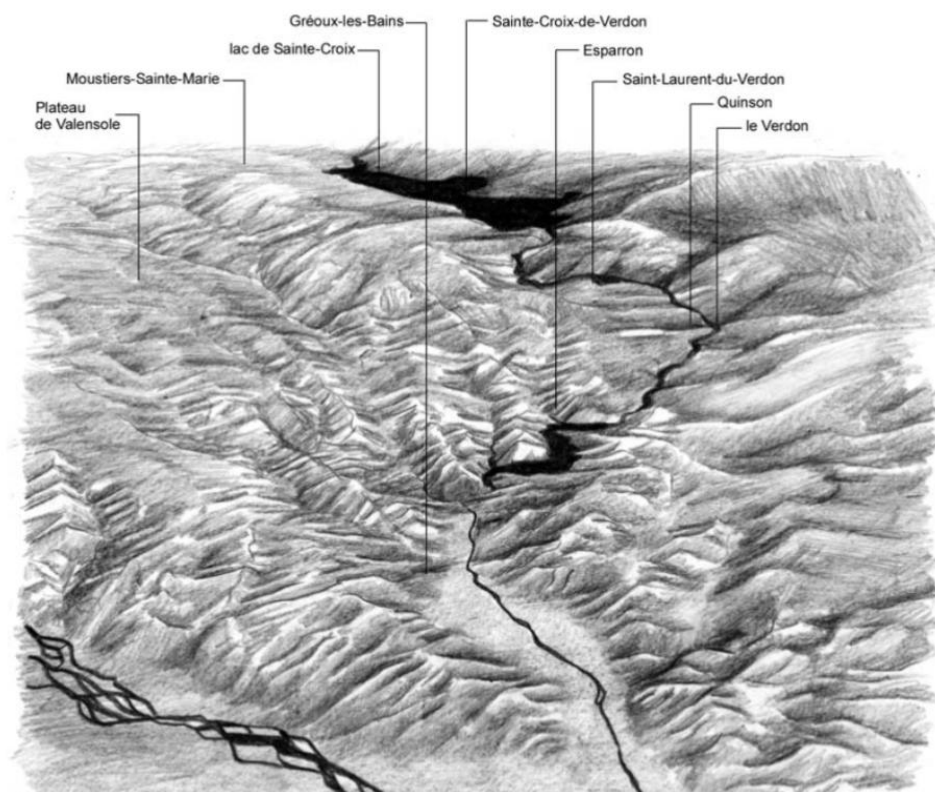 Gréoux-les-Bains
Sainte-Croix-de-Verdon
lac de Sainte-Croix
Esparron
Moustiers-Sainte-Marie
Saint-Laurent-du-Verdon
Plateau
de Valensole
Quinson
le Verdon